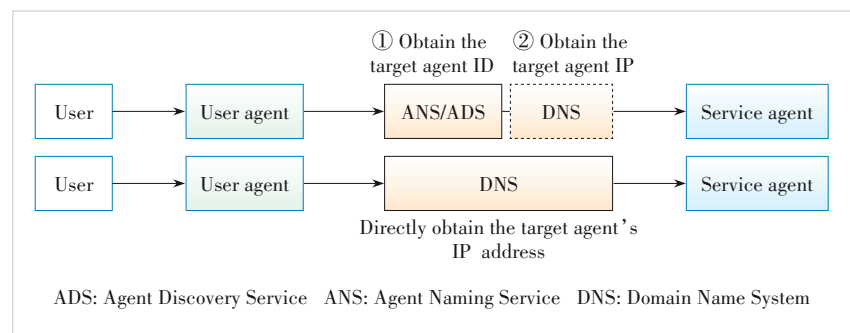 ① Obtain the target agent ID
② Obtain the target agent IP
User
User agent
ANS/ADS
DNS
Service agent
User
User agent
DNS
Service agent
Directly obtain the target agent’s
IP address
ADS: Agent Discovery Service ANS: Agent Naming Service DNS: Domain Name System